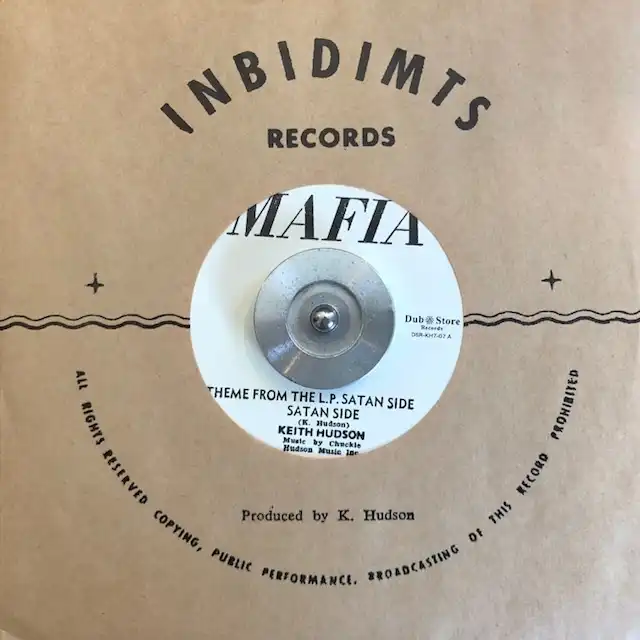 INBIDIMTS
RECORDS
MAFIA
Dub Store
Records
DSR-KH7-07 A
THEME FROM THE L.P. SATAN SIDE
SATAN SIDE
(K. Hudson)
KEITH HUDSON
Music by Chuckle
Hudson Music Inc
ALL RIGHTS RESERVED COPYING, PUBLIC PERFORMANCE. BROADCASTING OF THIS RECORD PROHIBITED
Produced by K. Hudson